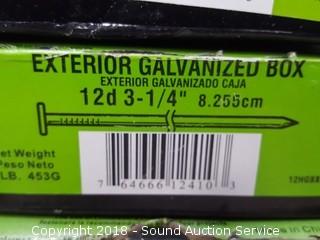 EXTERIOR GALVANIZED BOX
EXTERIOR GALVANIZADO CAJA
12d 3-1/4" 8.255cm
et Weight
Peso Neto
LB. 453G
7 64666 12410 3
12HGBX
Copyright 2018 - Sound Auction Service